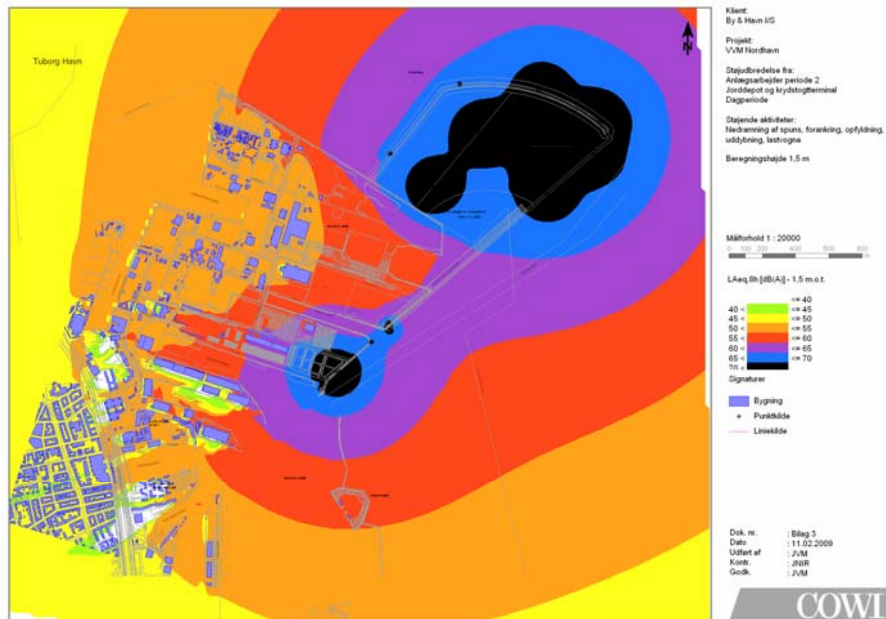 Tuborg Havn
N
Klient:
By & Havn I/S
Projekt:
VVM Nordhavn
Støjudbredelse fra:
Anlægsarbejder periode 2
Jorddepot og krydstogtterminal
Dagperiode
Støjende aktiviteter:
Nedramning af spuns, forankring, opfyldning,
uddybning, lastvogne
Beregningshøjde 1,5 m
Målforhold 1 : 20000
0 100 200 400 600 800
LAeq,8h [dB(A)] - 1,5 m.o.t.
<= 40
40 < <= 45
45 < <= 50
50 < <= 55
55 < <= 60
60 < <= 65
65 < <= 70
70 <
Signaturer
Bygning
Punktkilde
Liniekilde
Dok. nr. : Bilag 3
Dato : 11.02.2009
Udført af : JVM
Kontr. : JNIR
Godk. : JVM
COWI